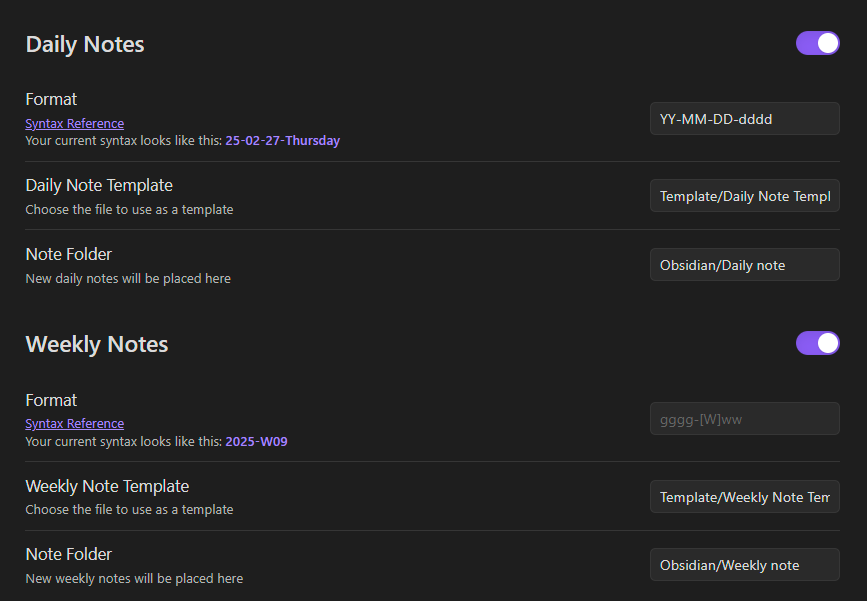 Daily Notes
Format
Syntax Reference
Your current syntax looks like this: 25-02-27-Thursday
YY-MM-DD-dddd
Daily Note Template
Choose the file to use as a template
Template/Daily Note Templ
Note Folder
New daily notes will be placed here
Obsidian/Daily note
Weekly Notes
Format
Syntax Reference
Your current syntax looks like this: 2025-W09
gggg-[W]ww
Weekly Note Template
Choose the file to use as a template
Template/Weekly Note Tem
Note Folder
New weekly notes will be placed here
Obsidian/Weekly note